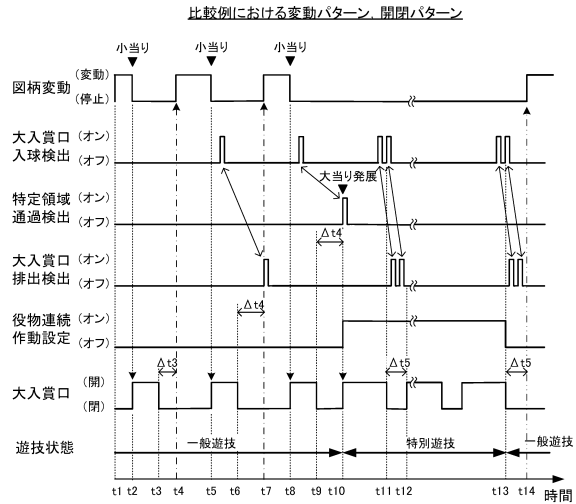 比較例における変動パターン，開閉パターン
小当り 小当り 小当り
図柄変動 (変動)
(停止)
大入賞口 (オン)
入球検出 (オフ)
大当り発展
特定領域 (オン)
通過検出 (オフ)
Δt4
大入賞口 (オン)
排出検出 (オフ)
Δt4
役物連続 (オン)
作動設定 (オフ)
Δt3 Δt5 Δt5
大入賞口 (開)
(閉)
遊技状態 一般遊技 特別遊技 一般遊技
t1 t2 t3 t4 t5 t6 t7 t8 t9 t10 t11 t12 t13 t14 時間